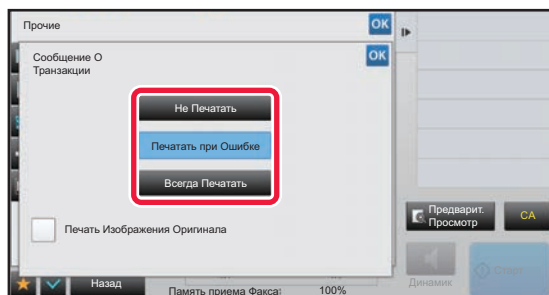 Прочие
OK
Сообщение О
Транзакции
OK
Не Печатать
Печатать при Ошибке
Всегда Печатать
Печать Изображения Оригинала
Предварит.
Просмотр
CA
Назад
Память приема Факса:
100%
Динамик
Старт